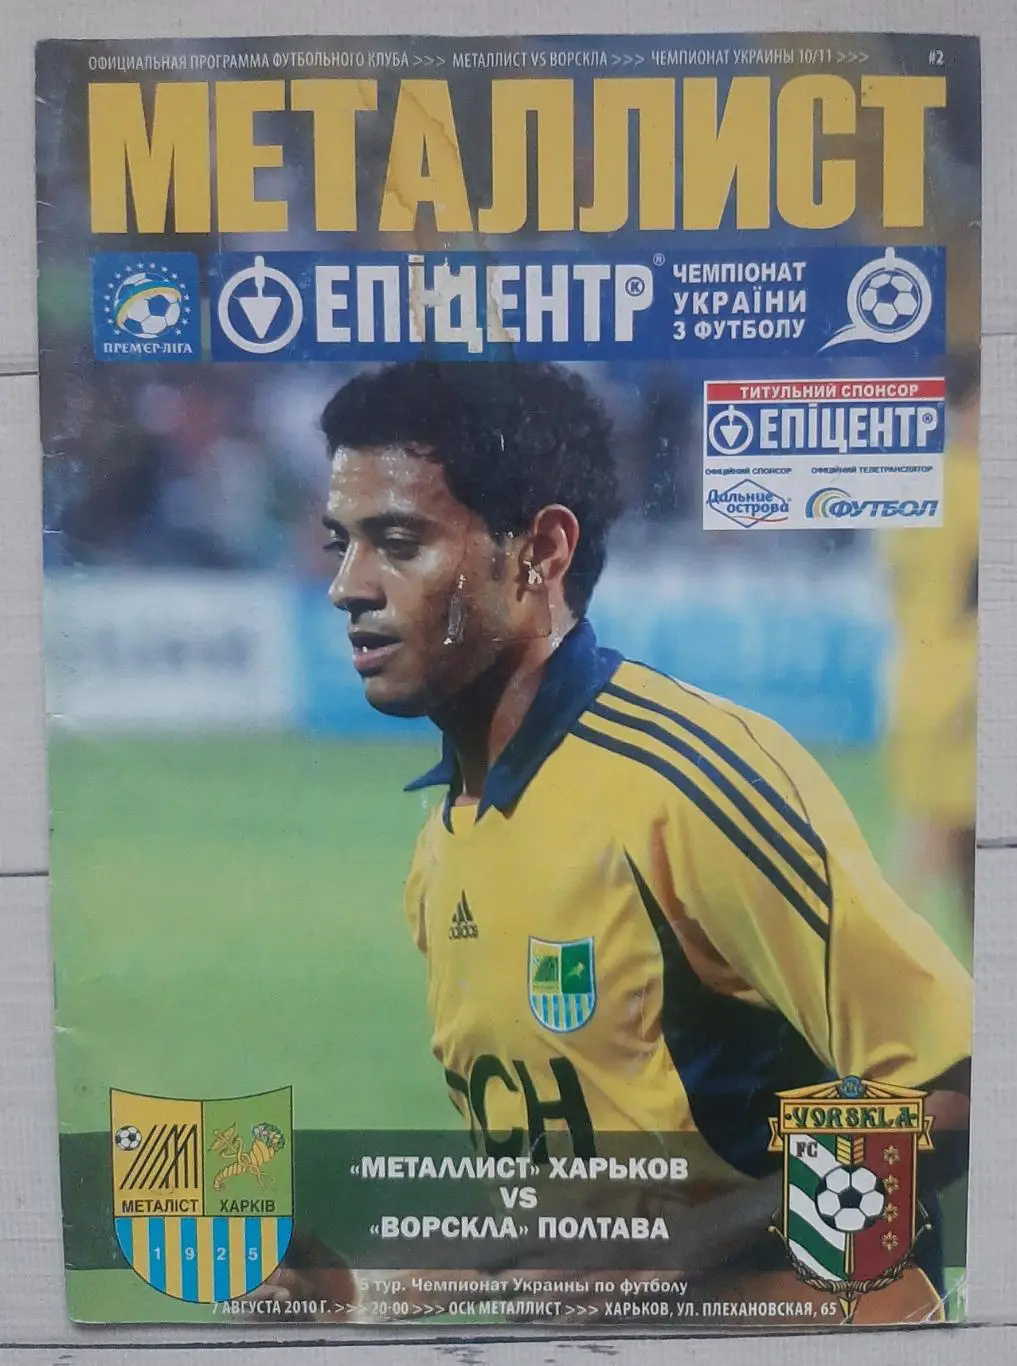 ОФИЦИАЛЬНАЯ ПРОГРАММА ФУТБОЛЬНОГО КЛУБА >>> МЕТАЛЛИСТ VS ВОРСКЛА >>> ЧЕМПИОНАТ УКРАИНЫ 10/11 >>> #2
МЕТАЛЛИСТ
ПРЕМ'ЄР-ЛІГА
ЕПІЦЕНТР® К
ЧЕМПІОНАТ
УКРАЇНИ
З ФУТБОЛУ
ТИТУЛЬНИЙ СПОНСОР
ЕПІЦЕНТР®
ОФІЦІЙНИЙ СПОНСОР ОФІЦІЙНИЙ ТЕЛЕТРАНСЛЯТОР
Дальние острова®
ФУТБОЛ
adidas
МЕТАЛІСТ ХАРКІВ
1925
VORSKLA
FC
«МЕТАЛЛИСТ» ХАРЬКОВ
VS
«ВОРСКЛА» ПОЛТАВА
5 тур. Чемпионат Украины по футболу
7 АВГУСТА 2010 Г. >>> 20-00 >>> ОСК МЕТАЛЛИСТ >>> ХАРЬКОВ, УЛ. ПЛЕХАНОВСКАЯ, 65